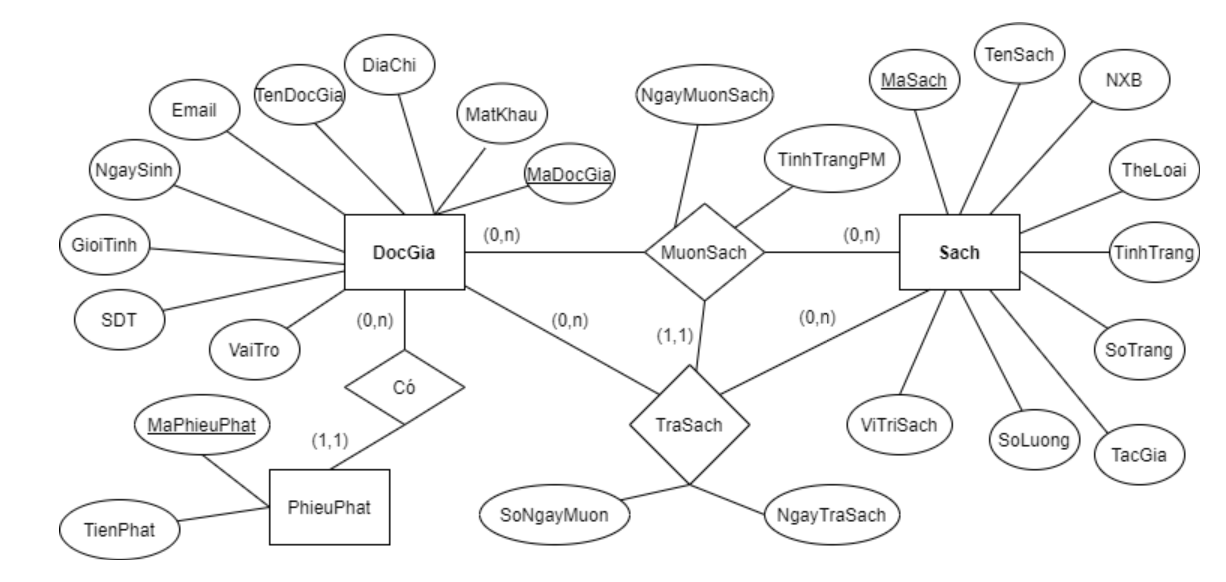 DiaChi
TenSach
TenDocGia
NgayMuonSach
MaSach
NXB
Email
MatKhau
NgaySinh
MaDocGia
TinhTrangPM
TheLoai
GioiTinh
(0,n)
(0,n)
DocGia
MuonSach
Sach
TinhTrang
SDT
(0,n)
(0,n)
(0,n)
(1,1)
VaiTro
SoTrang
Có
MaPhieuPhat
TraSach
ViTriSach
(1,1)
SoLuong
TacGia
PhieuPhat
SoNgayMuon
NgayTraSach
TienPhat